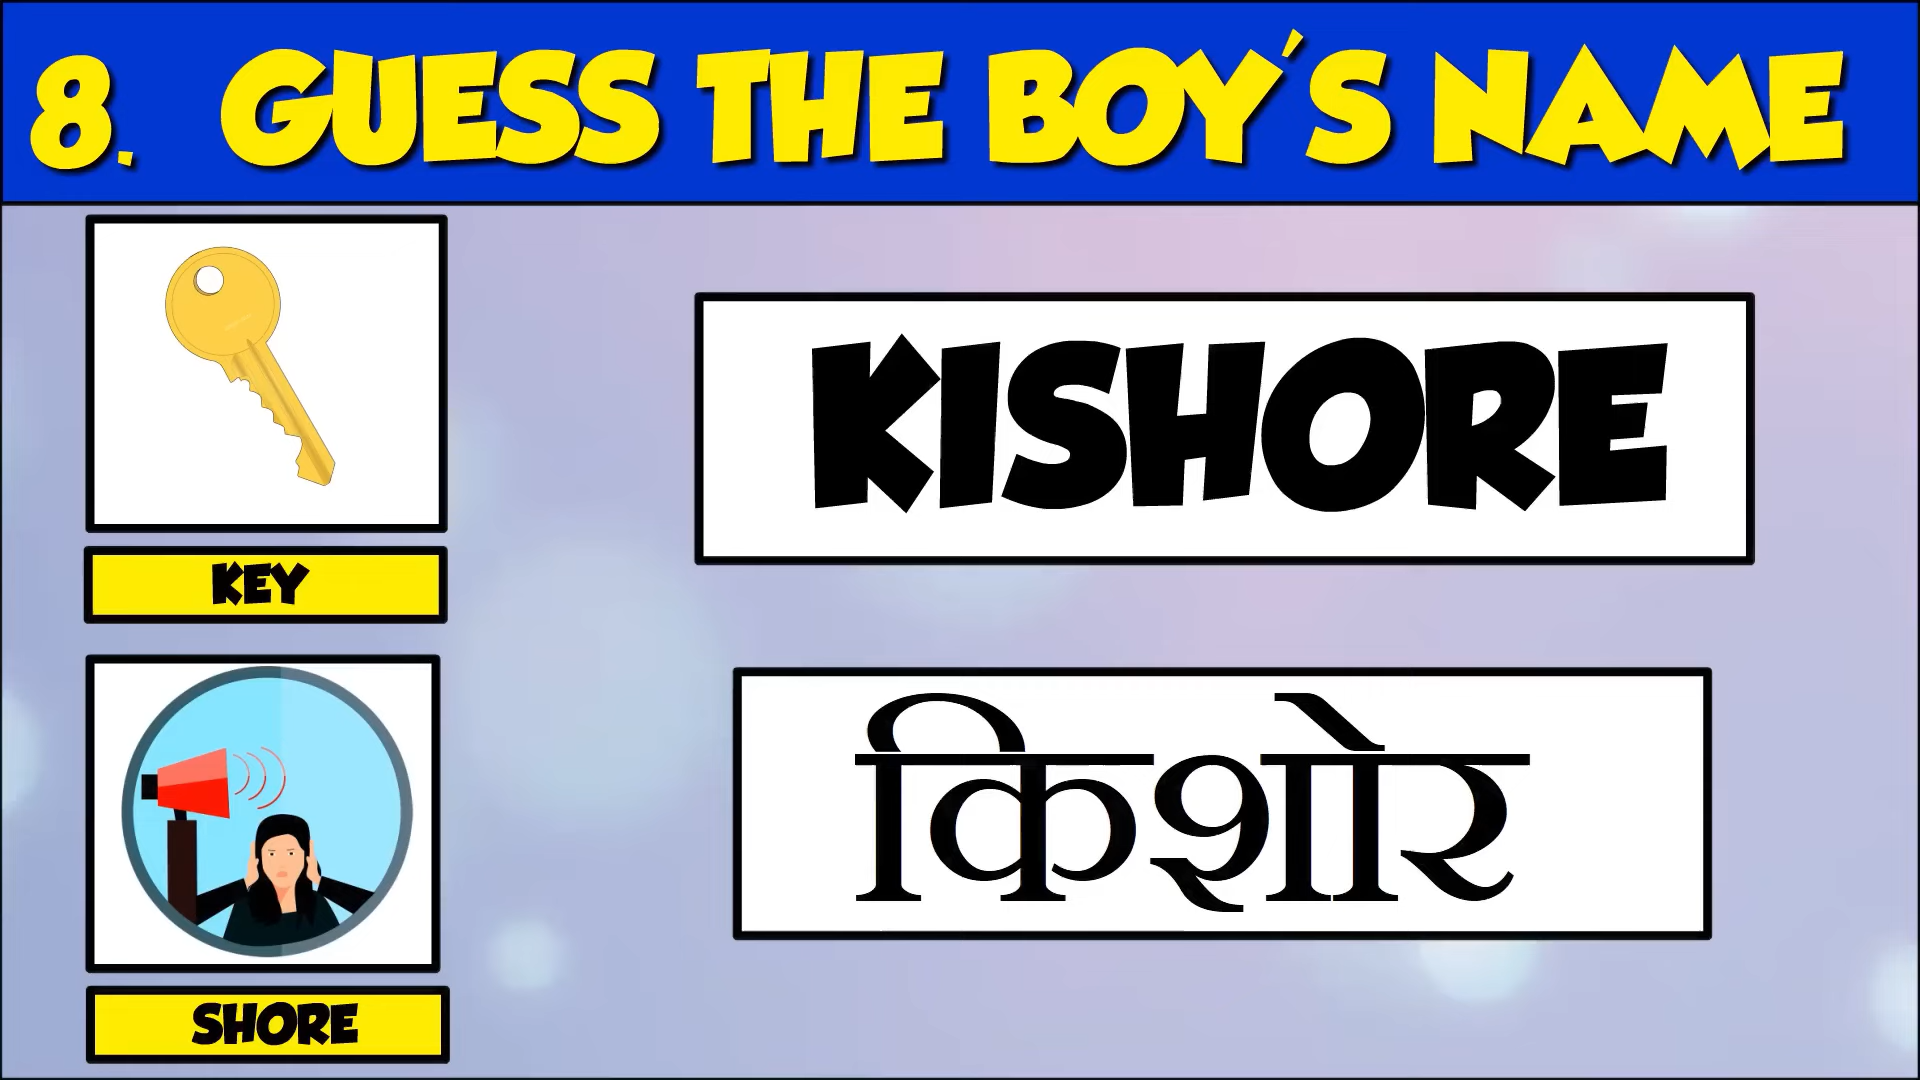 8. GUESS THE BOY'S NAME
KEY
KISHORE
SHORE
किशोर